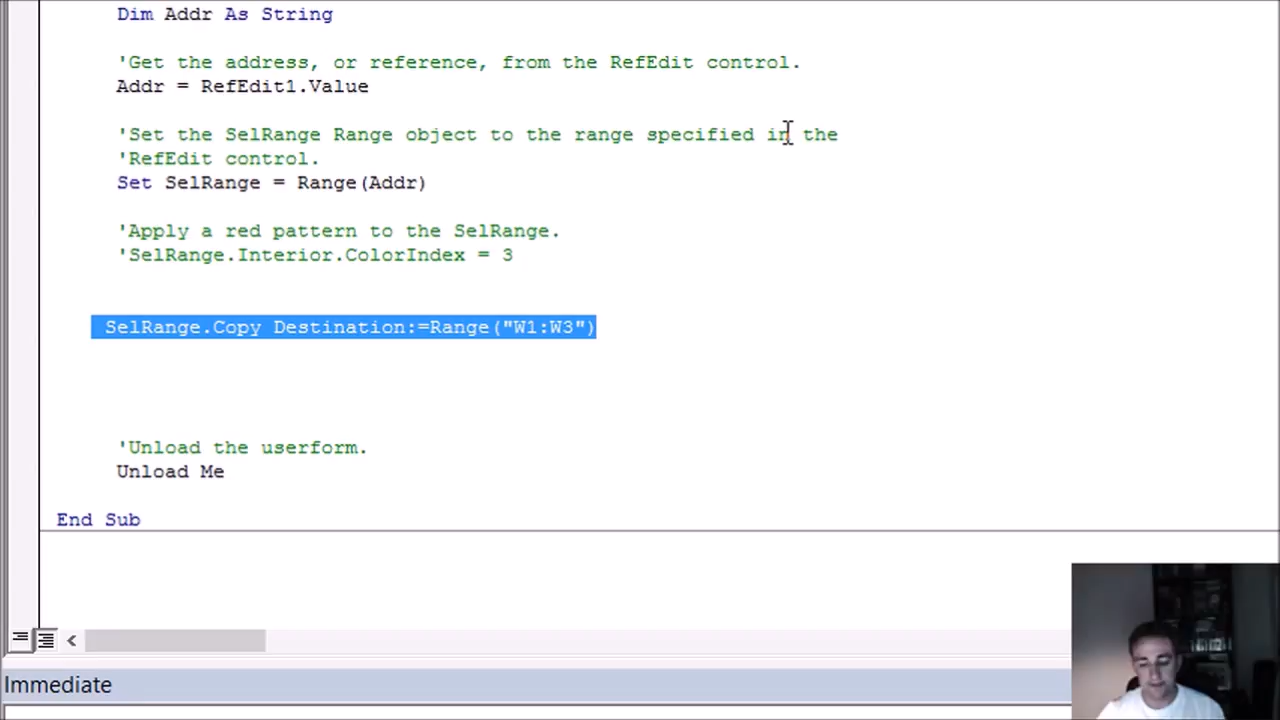 Dim Addr As String
'Get the address, or reference, from the RefEdit control.
Addr = RefEdit1.Value
'Set the SelRange Range object to the range specified in the
'RefEdit control.
Set SelRange = Range(Addr)
'Apply a red pattern to the SelRange.
'SelRange.Interior.ColorIndex = 3
SelRange.Copy Destination:=Range("W1:W3")
'Unload the userform.
Unload Me
End Sub
Immediate